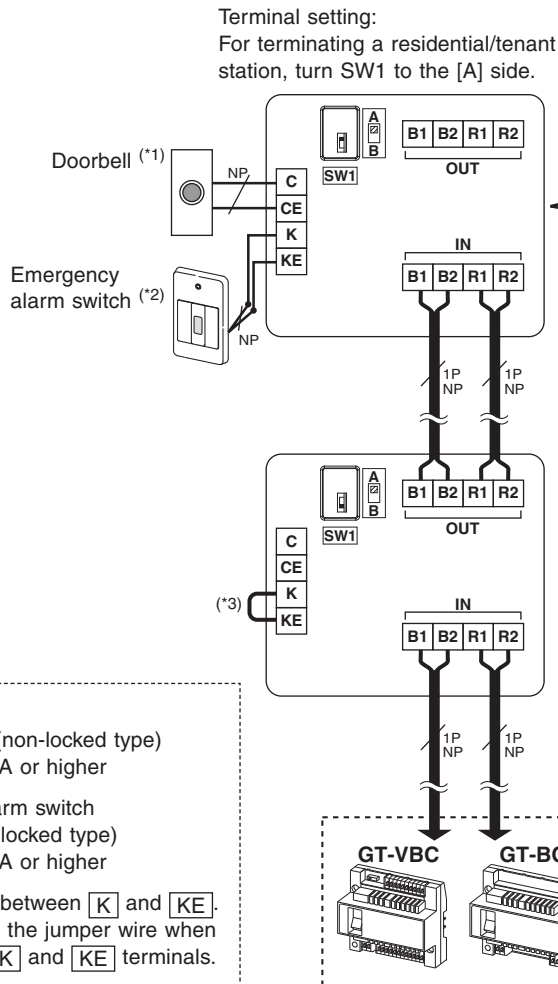 Terminal setting:
For terminating a residential/tenant
station, turn SW1 to the [A] side.
A
B
SW1
B1 B2 R1 R2
OUT
Doorbell (*1)
NP
C
CE
K
KE
IN
B1 B2 R1 R2
Emergency
alarm switch (*2)
NP
1P
NP
1P
NP
A
B
SW1
B1 B2 R1 R2
OUT
C
CE
K
KE
(*3)
IN
B1 B2 R1 R2
1P
NP
1P
NP
(non-locked type)
A or higher
arm switch
locked type)
A or higher
between K and KE.
the jumper wire when
K and KE terminals.
GT-VBC
GT-BC